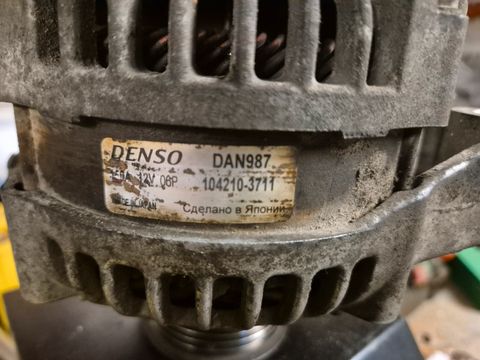 DENSO DAN987
12V 104210-3711
Сделано в Японии